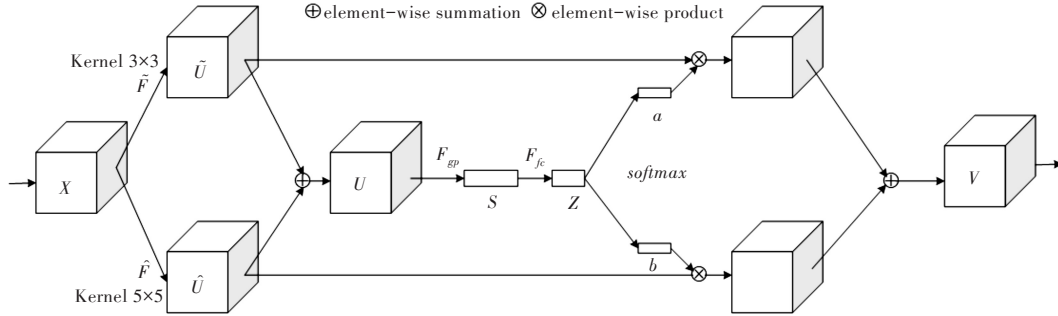 ⊕element-wise summation ⊗ element-wise product
Kernel 3×3
F̃
Ũ
a
X
U
F_gp
S
F_fc
Z
softmax
V
F̂
Kernel 5×5
Û
b